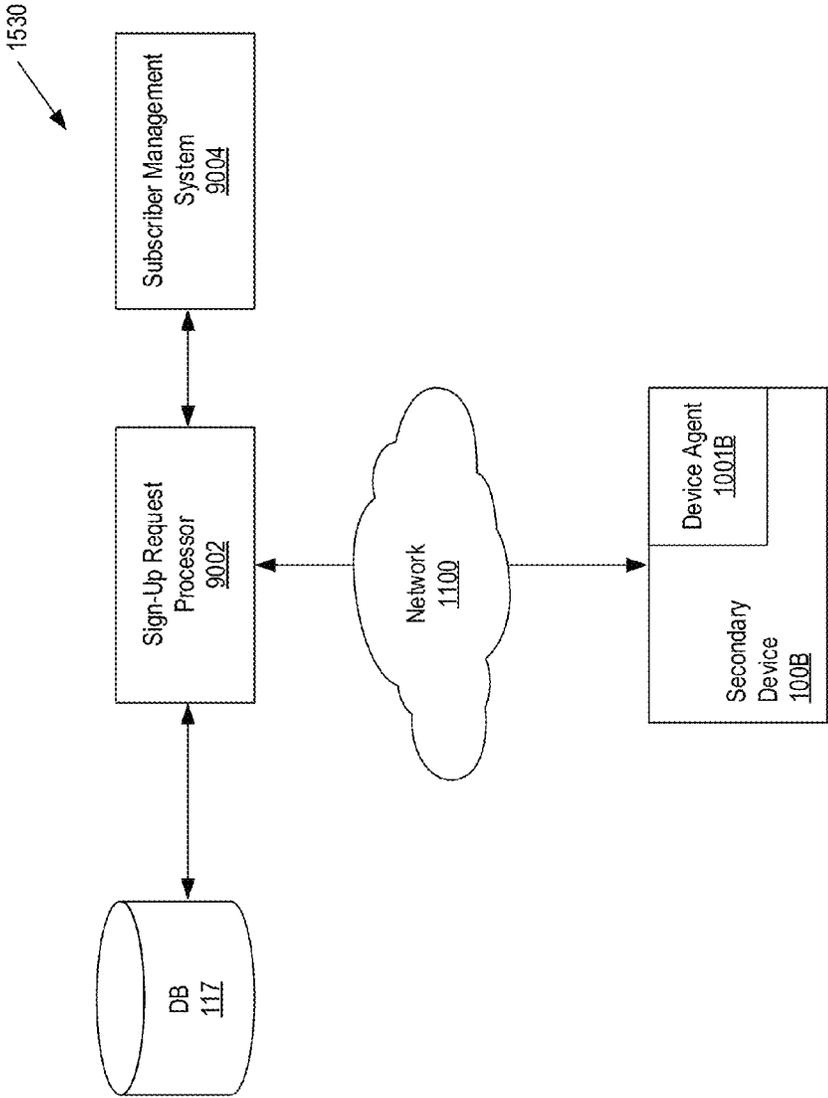 1530
Subscriber Management
System
9004
Sign-Up Request
Processor
9002
DB
117
Network
1100
Device Agent
1001B
Secondary
Device
100B